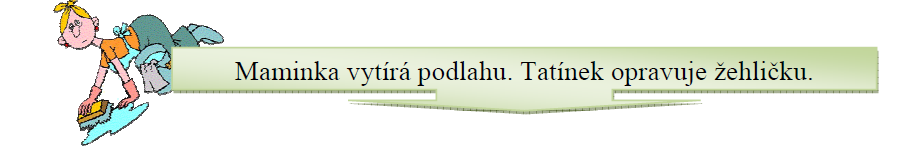 Maminka vytírá podlahu. Tatínek opravuje žehličku.